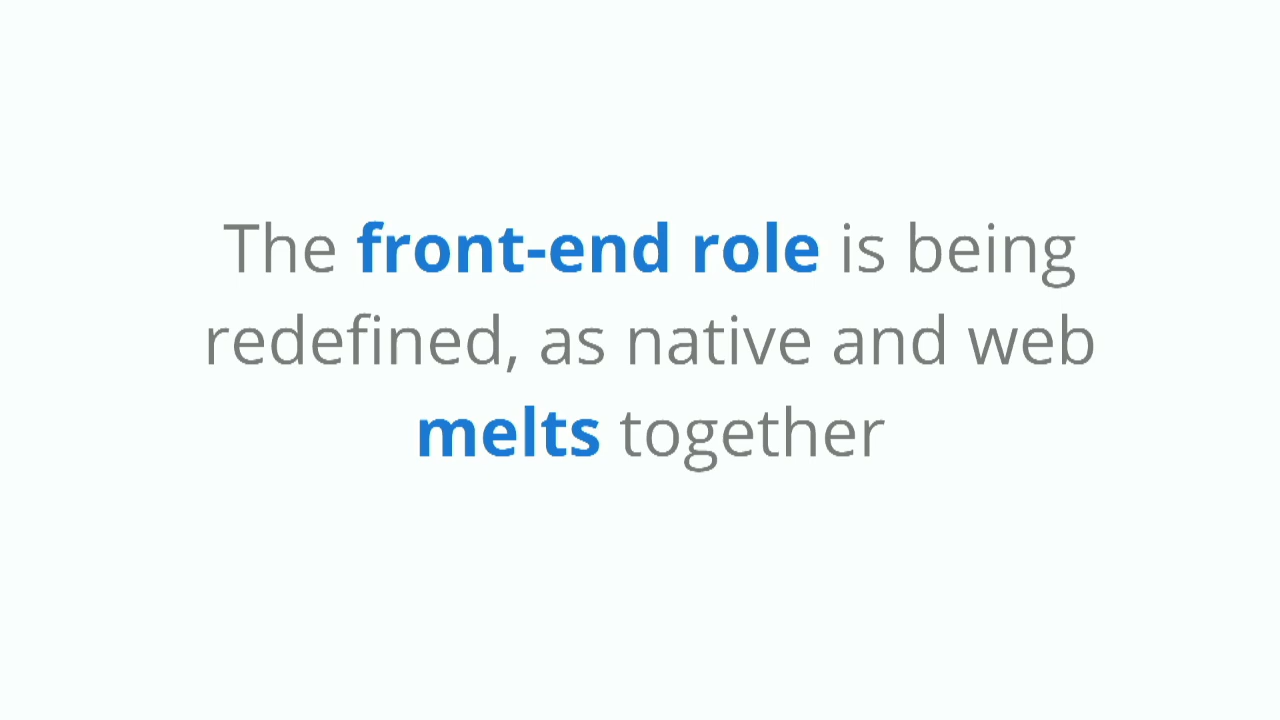 The front-end role is being
redefined, as native and web
melts together